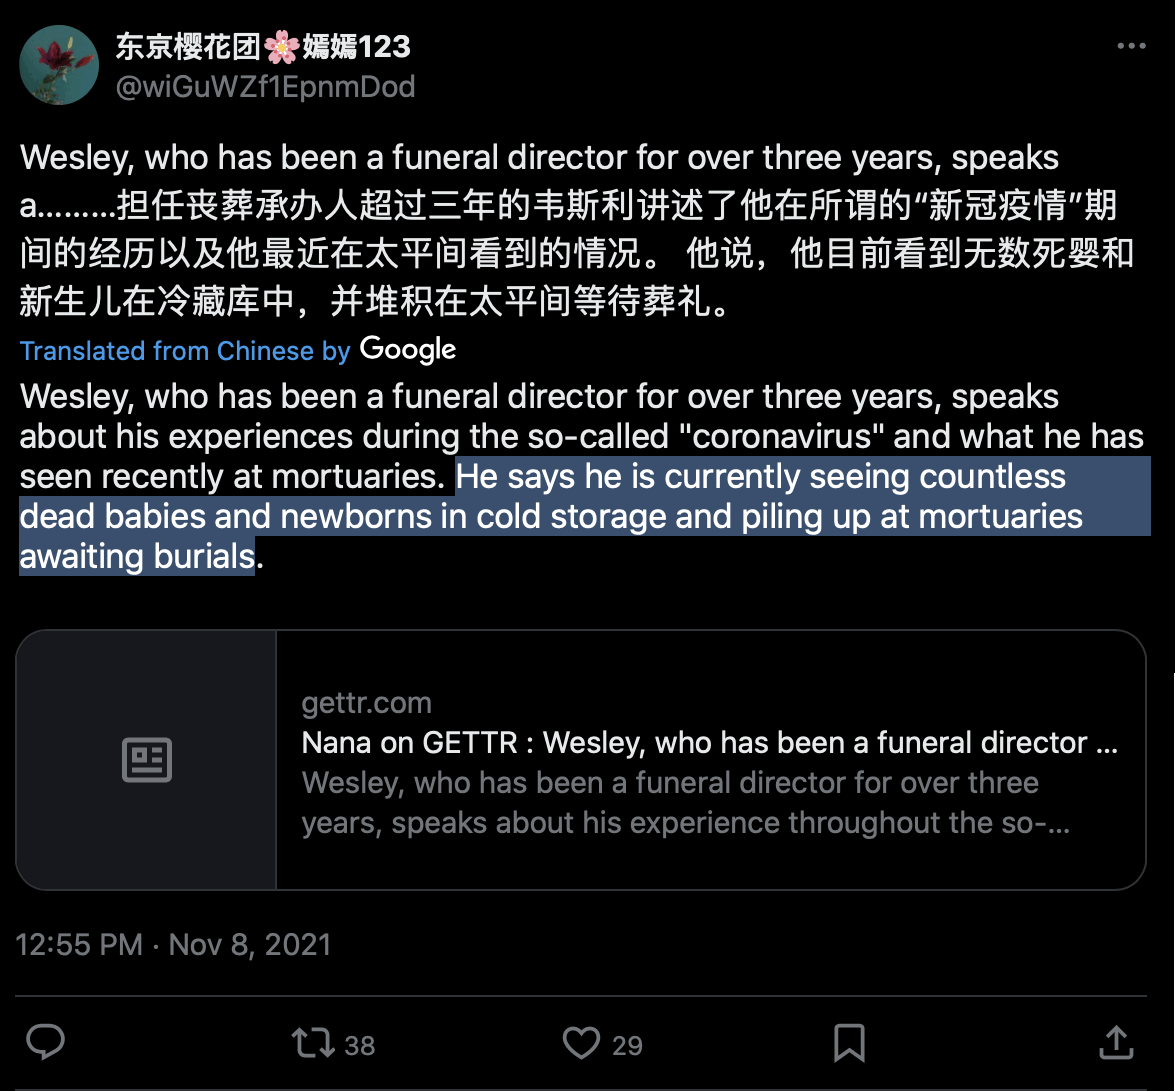 东京樱花团🌸嫣嫣123
@wiGuWZf1EpnmDod
Wesley, who has been a funeral director for over three years, speaks
a………担任丧葬承办人超过三年的韦斯利讲述了他在所谓的“新冠疫情”期
间的经历以及他最近在太平间看到的情况。 他说，他目前看到无数死婴和
新生儿在冷藏库中，并堆积在太平间等待葬礼。
Translated from Chinese by Google
Wesley, who has been a funeral director for over three years, speaks
about his experiences during the so-called "coronavirus" and what he has
seen recently at mortuaries. He says he is currently seeing countless
dead babies and newborns in cold storage and piling up at mortuaries
awaiting burials.
gettr.com
Nana on GETTR : Wesley, who has been a funeral director ...
Wesley, who has been a funeral director for over three
years, speaks about his experience throughout the so-...
12:55 PM · Nov 8, 2021
38
29